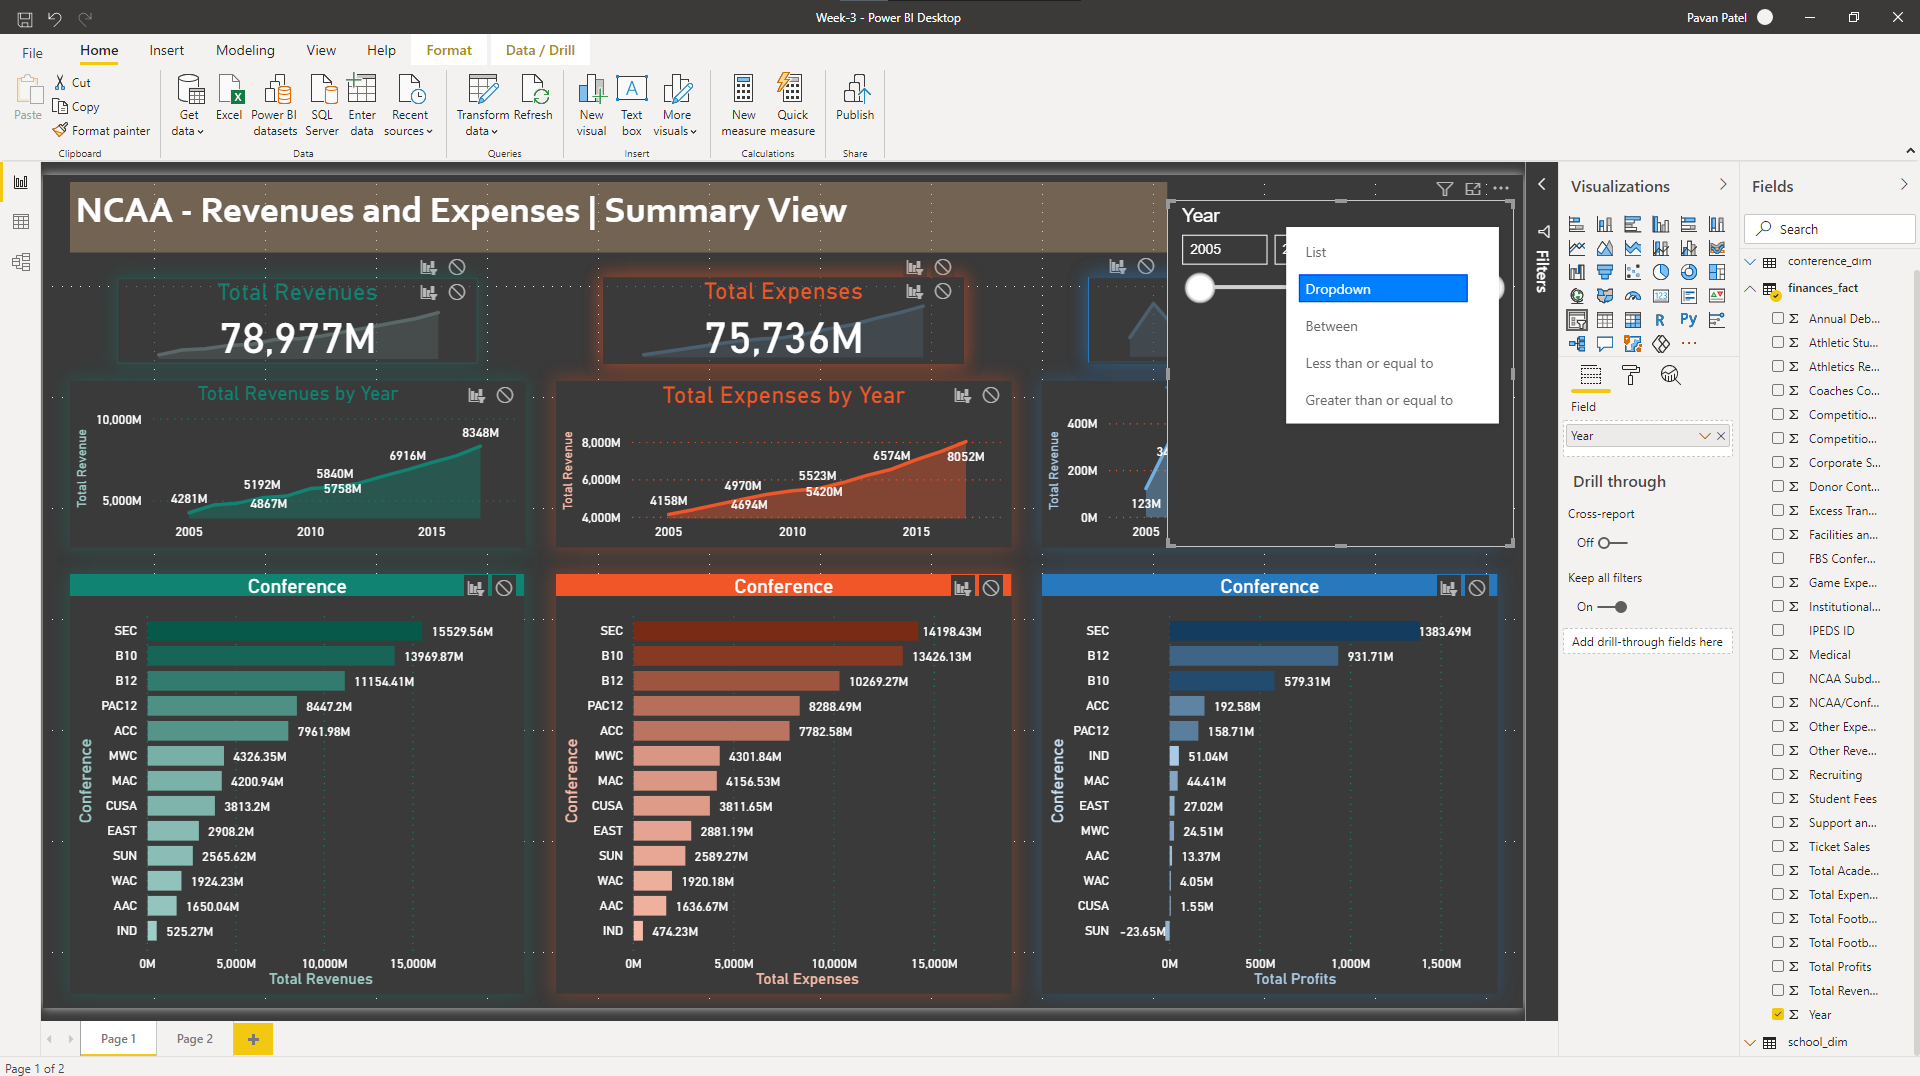 Week-3 - Power BI Desktop
Pavan Patel
File
Home
Insert
Modeling
View
Help
Format
Data / Drill
Paste
Cut
Copy
Format painter
Clipboard
Get data
Excel
Power BI datasets
SQL Server
Enter data
Recent sources
Data
Transform data
Refresh
Queries
New visual
Text box
More visuals
Insert
New measure
Quick measure
Calculations
Publish
Share
NCAA - Revenues and Expenses | Summary View
Total Revenues
78,977M
Total Expenses
75,736M
Year
2005
2
List
Dropdown
Between
Less than or equal to
Greater than or equal to
Total Revenues by Year
Total Revenue
10,000M
5,000M
4281M
5192M
4867M
5840M
5758M
6916M
8348M
2005
2010
2015
Total Expenses by Year
Total Revenue
8,000M
6,000M
4,000M
4158M
4970M
4694M
5523M
5420M
6574M
8052M
2005
2010
2015
Total Revenue
400M
200M
0M
123M
34
2005
Conference
Conference
SEC 15529.56M
B10 13969.87M
B12 11154.41M
PAC12 8447.2M
ACC 7961.98M
MWC 4326.35M
MAC 4200.94M
CUSA 3813.2M
EAST 2908.2M
SUN 2565.62M
WAC 1924.23M
AAC 1650.04M
IND 525.27M
0M 5,000M 10,000M 15,000M
Total Revenues
Conference
Conference
SEC 14198.43M
B10 13426.13M
B12 10269.27M
PAC12 8288.49M
ACC 7782.58M
MWC 4301.84M
MAC 4156.53M
CUSA 3811.65M
EAST 2881.19M
SUN 2589.27M
WAC 1920.18M
AAC 1636.67M
IND 474.23M
0M 5,000M 10,000M 15,000M
Total Expenses
Conference
Conference
SEC 1383.49M
B12 931.71M
B10 579.31M
ACC 192.58M
PAC12 158.71M
IND 51.04M
MAC 44.41M
EAST 27.02M
MWC 24.51M
AAC 13.37M
WAC 4.05M
CUSA 1.55M
SUN -23.65M
0M 500M 1,000M 1,500M
Total Profits
Filters
Visualizations
R
Py
Field
Year
Drill through
Cross-report
Off
Keep all filters
On
Add drill-through fields here
Fields
Search
conference_dim
finances_fact
Annual Deb...
Athletic Stu...
Athletics Re...
Coaches Co...
Competitio...
Competitio...
Corporate S...
Donor Cont...
Excess Tran...
Facilities an...
FBS Confer...
Game Expe...
Institutional...
IPEDS ID
Medical
NCAA Subd...
NCAA/Conf...
Other Expe...
Other Reve...
Recruiting
Student Fees
Support an...
Ticket Sales
Total Acade...
Total Expen...
Total Footb...
Total Footb...
Total Profits
Total Reven...
Year
school_dim
Page 1
Page 2
Page 1 of 2